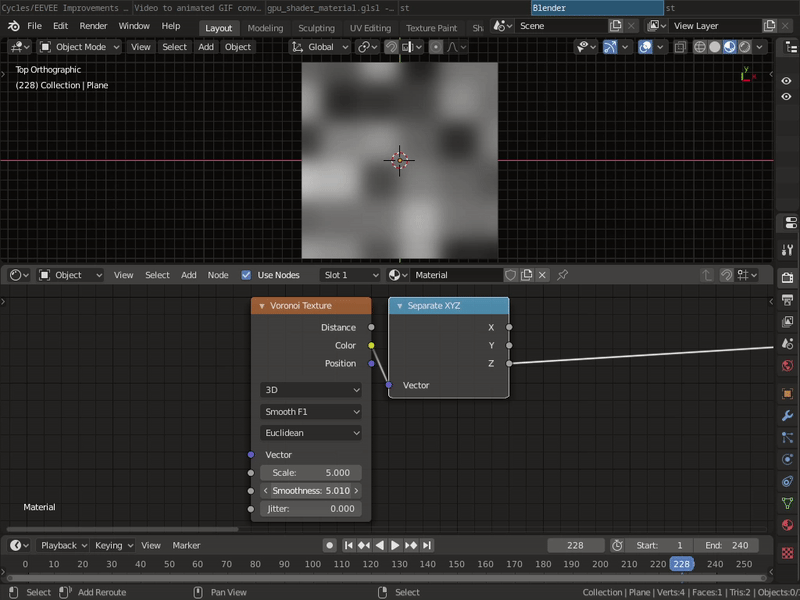 Cycles/EEVEE Improvements ... Video to animated GIF conv... gpu_shader_material.glsl -... st Blender st
File Edit Render Window Help Layout Modeling Sculpting UV Editing Texture Paint Sh Scene View Layer
Object Mode View Select Add Object Global
Top Orthographic
(228) Collection | Plane
Y
Object View Select Add Node Use Nodes Slot 1 Material
Voronoi Texture
Distance
Color
Position
3D
Smooth F1
Euclidean
Vector
Scale: 5.000
Smoothness: 5.010
Jitter: 0.000
Separate XYZ
X
Y
Z
Vector
Material
Playback Keying View Marker 228 Start: 1 End: 240
0 10 20 30 40 50 60 70 80 90 100 110 120 130 140 150 160 170 180 190 200 210 220 228 240 250
Select Add Reroute Pan View Select Collection | Plane | Verts:4 | Faces:1 | Tris:2 | Objects:0/